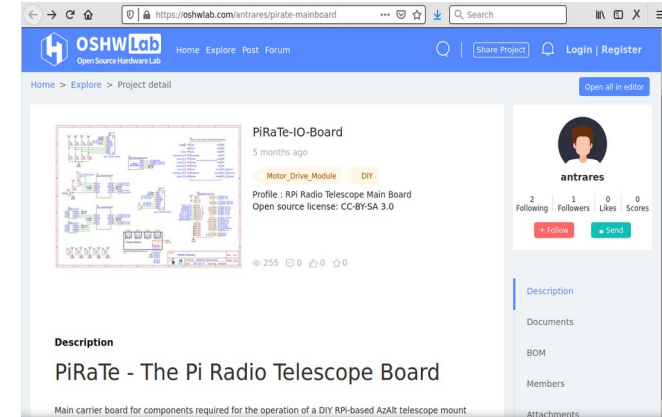 https://oshwlab.com/antrares/pirate-mainboard
Search
OSHW Lab
Open Source Hardware Lab
Home Explore Post Forum
Share Project
Login | Register
Home > Explore > Project detail
Open all in editor
PiRaTe-IO-Board
5 months ago
Motor_Drive_Module
DIY
Profile : RPi Radio Telescope Main Board
Open source license: CC-BY-SA 3.0
255 0 0 0
antrares
2 1 0 0
Following Followers Likes Scores
+ Follow
Send
Description
Documents
BOM
Members
Attachments
Description
PiRaTe - The Pi Radio Telescope Board
Main carrier board for components required for the operation of a DIY RPi-based AzAlt telescope mount